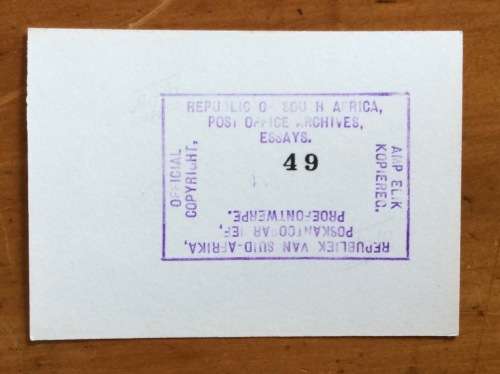 REPUBLIC OF SOUTH AFRICA,
POST OFFICE ARCHIVES,
ESSAYS.
49
OFFICIAL
COPYRIGHT.
AMPTELIK
KOPIEREG.
REPUBLIEK VAN SUID-AFRIKA,
POSKANTOORARGIEF,
PROEFONTWERPE.